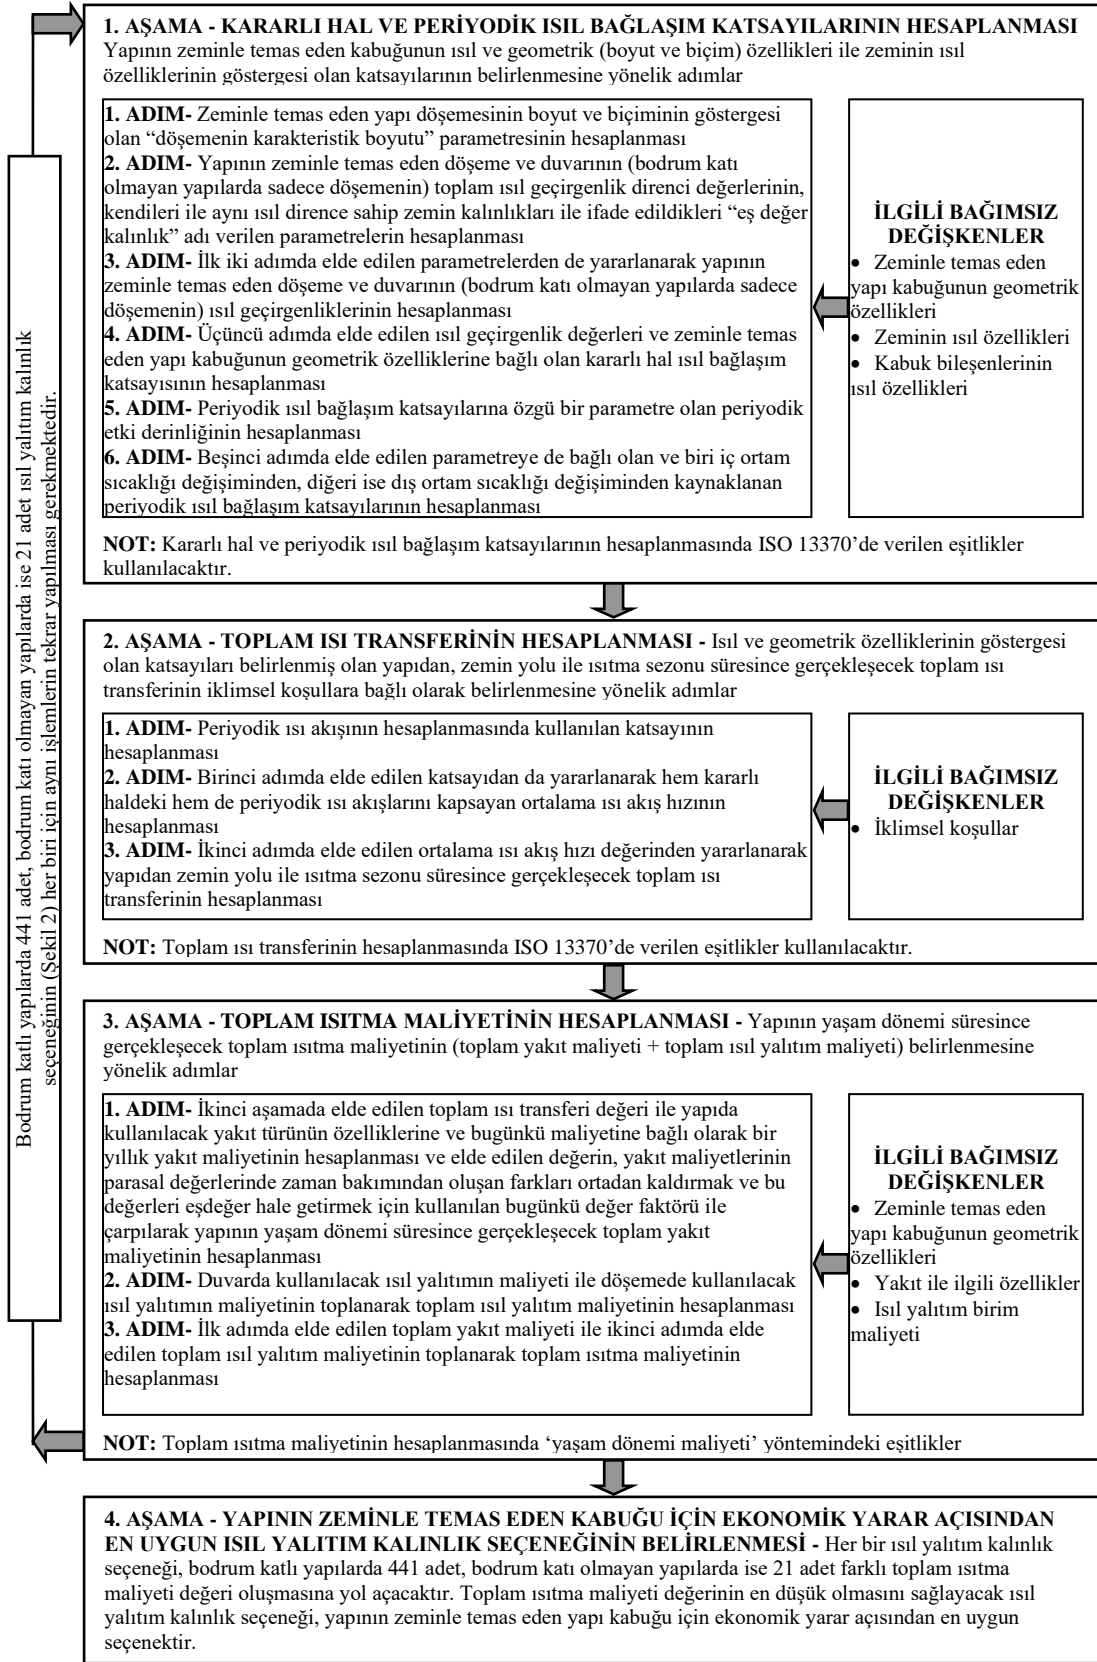 1. AŞAMA - KARARLI HAL VE PERİYODİK ISIL BAĞLAŞIM KATSAYILARININ HESAPLANMASI
Yapının zeminle temas eden kabuğunun ısıl ve geometrik (boyut ve biçim) özellikleri ile zeminin ısıl
özelliklerinin göstergesi olan katsayılarının belirlenmesine yönelik adımlar
1. ADIM- Zeminle temas eden yapı döşemesinin boyut ve biçiminin göstergesi
olan “döşemenin karakteristik boyutu” parametresinin hesaplanması
2. ADIM- Yapının zeminle temas eden döşeme ve duvarının (bodrum katı
olmayan yapılarda sadece döşemenin) toplam ısıl geçirgenlik direnci değerlerinin,
kendileri ile aynı ısıl dirence sahip zemin kalınlıkları ile ifade edildikleri “eş değer
kalınlık” adı verilen parametrelerin hesaplanması
3. ADIM- İlk iki adımda elde edilen parametrelerden de yararlanarak yapının
zeminle temas eden döşeme ve duvarının (bodrum katı olmayan yapılarda sadece
döşemenin) ısıl geçirgenliklerinin hesaplanması
4. ADIM- Üçüncü adımda elde edilen ısıl geçirgenlik değerleri ve zeminle temas
eden yapı kabuğunun geometrik özelliklerine bağlı olan kararlı hal ısıl bağlaşım
katsayısının hesaplanması
5. ADIM- Periyodik ısıl bağlaşım katsayılarına özgü bir parametre olan periyodik
etki derinliğinin hesaplanması
6. ADIM- Beşinci adımda elde edilen parametreye de bağlı olan ve biri iç ortam
sıcaklığı değişiminden, diğeri ise dış ortam sıcaklığı değişiminden kaynaklanan
periyodik ısıl bağlaşım katsayılarının hesaplanması
İLGİLİ BAĞIMSIZ
DEĞİŞKENLER
• Zeminle temas eden
yapı kabuğunun geometrik
özellikleri
• Zeminin ısıl özellikleri
• Kabuk bileşenlerinin
ısıl özellikleri
NOT: Kararlı hal ve periyodik ısıl bağlaşım katsayılarının hesaplanmasında ISO 13370’de verilen eşitlikler
kullanılacaktır.
2. AŞAMA - TOPLAM ISI TRANSFERİNİN HESAPLANMASI - Isıl ve geometrik özelliklerinin göstergesi
olan katsayıları belirlenmiş olan yapıdan, zemin yolu ile ısıtma sezonu süresince gerçekleşecek toplam ısı
transferinin iklimsel koşullara bağlı olarak belirlenmesine yönelik adımlar
1. ADIM- Periyodik ısı akışının hesaplanmasında kullanılan katsayının
hesaplanması
2. ADIM- Birinci adımda elde edilen katsayıdan da yararlanarak hem kararlı
haldeki hem de periyodik ısı akışlarını kapsayan ortalama ısı akış hızının
hesaplanması
3. ADIM- İkinci adımda elde edilen ortalama ısı akış hızı değerinden yararlanarak
yapıdan zemin yolu ile ısıtma sezonu süresince gerçekleşecek toplam ısı
transferinin hesaplanması
İLGİLİ BAĞIMSIZ
DEĞİŞKENLER
• İklimsel koşullar
NOT: Toplam ısı transferinin hesaplanmasında ISO 13370’de verilen eşitlikler kullanılacaktır.
3. AŞAMA - TOPLAM ISITMA MALİYETİNİN HESAPLANMASI - Yapının yaşam dönemi süresince
gerçekleşecek toplam ısıtma maliyetinin (toplam yakıt maliyeti + toplam ısıl yalıtım maliyeti) belirlenmesine
yönelik adımlar
1. ADIM- İkinci aşamada elde edilen toplam ısı transferi değeri ile yapıda
kullanılacak yakıt türünün özelliklerine ve bugünkü maliyetine bağlı olarak bir
yıllık yakıt maliyetinin hesaplanması ve elde edilen değerin, yakıt maliyetlerinin
parasal değerlerinde zaman bakımından oluşan farkları ortadan kaldırmak ve bu
değerleri eşdeğer hale getirmek için kullanılan bugünkü değer faktörü ile
çarpılarak yapının yaşam dönemi süresince gerçekleşecek toplam yakıt
maliyetinin hesaplanması
2. ADIM- Duvarda kullanılacak ısıl yalıtımın maliyeti ile döşemede kullanılacak
ısıl yalıtımın maliyetinin toplanarak toplam ısıl yalıtım maliyetinin hesaplanması
3. ADIM- İlk adımda elde edilen toplam yakıt maliyeti ile ikinci adımda elde
edilen toplam ısıl yalıtım maliyetinin toplanarak toplam ısıtma maliyetinin
hesaplanması
İLGİLİ BAĞIMSIZ
DEĞİŞKENLER
• Zeminle temas eden
yapı kabuğunun geometrik
özellikleri
• Yakıt ile ilgili özellikler
• Isıl yalıtım birim
maliyeti
NOT: Toplam ısıtma maliyetinin hesaplanmasında ‘yaşam dönemi maliyeti’ yöntemindeki eşitlikler
4. AŞAMA - YAPININ ZEMİNLE TEMAS EDEN KABUĞU İÇİN EKONOMİK YARAR AÇISINDAN
EN UYGUN ISIL YALITIM KALINLIK SEÇENEĞİNİN BELİRLENMESİ - Her bir ısıl yalıtım kalınlık
seçeneği, bodrum katlı yapılarda 441 adet, bodrum katı olmayan yapılarda ise 21 adet farklı toplam ısıtma
maliyeti değeri oluşmasına yol açacaktır. Toplam ısıtma maliyeti değerinin en düşük olmasını sağlayacak ısıl
yalıtım kalınlık seçeneği, yapının zeminle temas eden yapı kabuğu için ekonomik yarar açısından en uygun
seçenektir.
Bodrum katlı yapılarda 441 adet, bodrum katı olmayan yapılarda ise 21 adet ısıl yalıtım kalınlık
seçeneğinin (Şekil 2) her biri için aynı işlemlerin tekrar yapılması gerekmektedir.